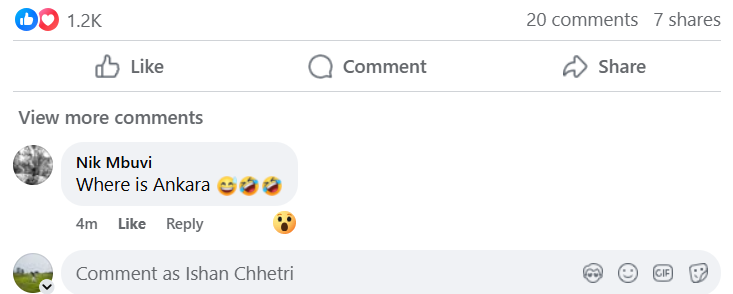 1.2K 20 comments 7 shares
Like Comment Share
View more comments
Nik Mbuvi
Where is Ankara 😅🤣🤣
4m Like Reply
Comment as Ishan Chhetri GIF